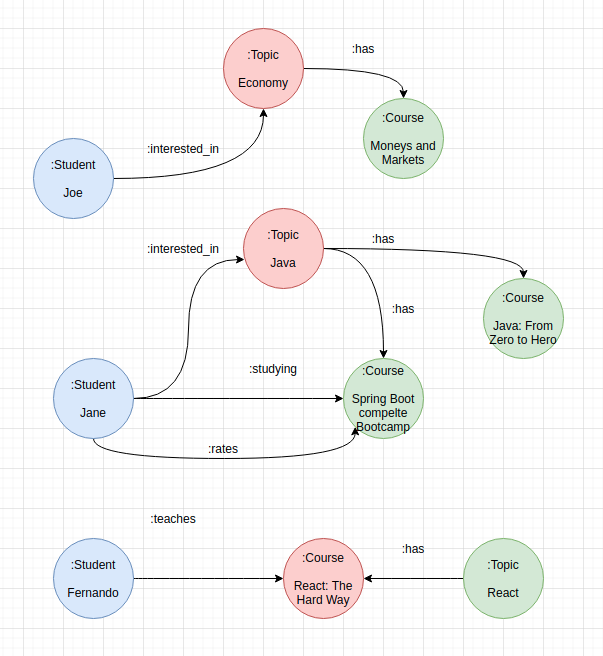 :Topic
Economy
:has
:Course
Moneys and
Markets
:interested_in
:Student
Joe
:Topic
Java
:interested_in
:has
:Course
Java: From
Zero to Hero
:has
:Student
Jane
:studying
:Course
Spring Boot
compelte
Bootcamp
:rates
:teaches
:Student
Fernando
:Course
React: The
Hard Way
:has
:Topic
React